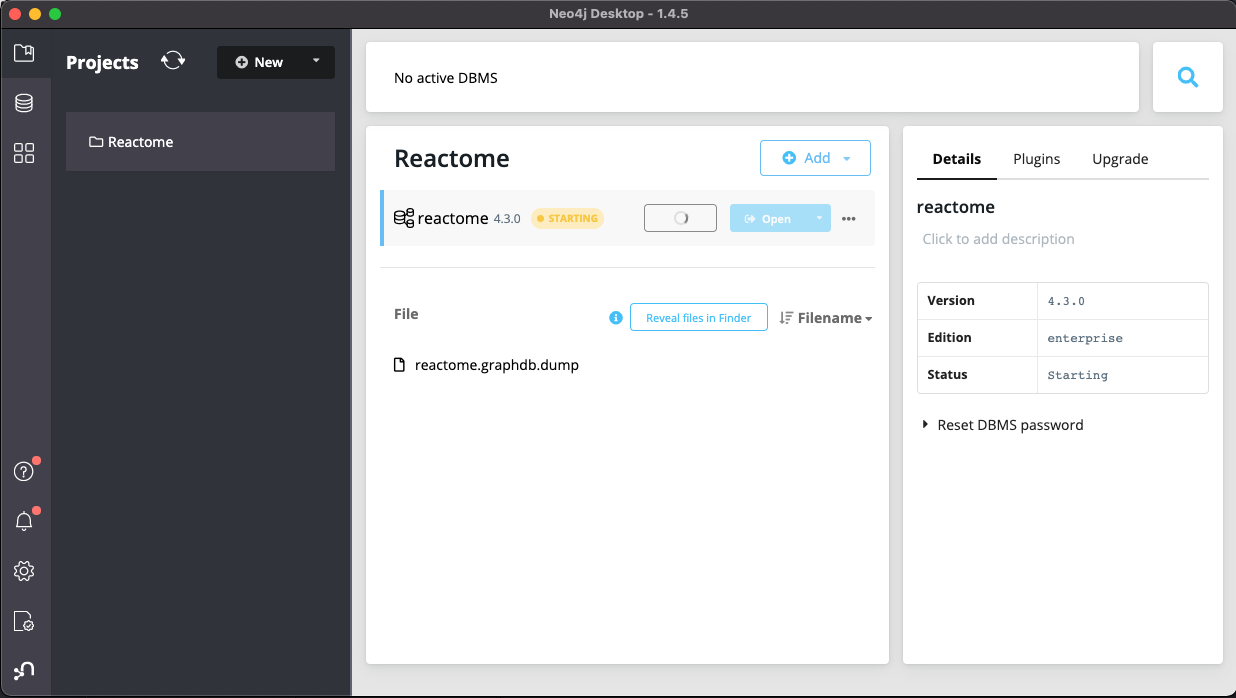 Neo4j Desktop - 1.4.5
Projects
New
Reactome
No active DBMS
Reactome
Add
reactome 4.3.0 STARTING
Open
File
Reveal files in Finder
Filename
reactome.graphdb.dump
Details Plugins Upgrade
reactome
Click to add description
Version 4.3.0
Edition enterprise
Status Starting
Reset DBMS password